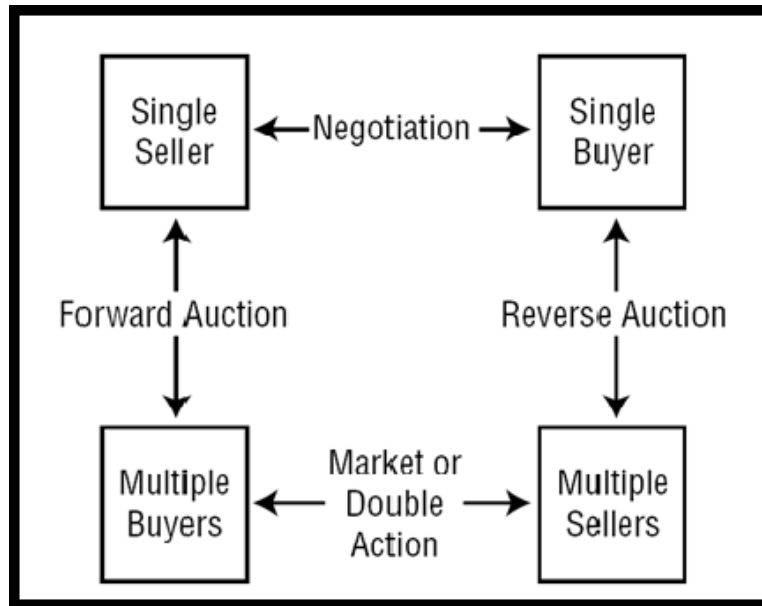 Single
Seller
Negotiation
Single
Buyer
Forward Auction
Reverse Auction
Multiple
Buyers
Market or
Double
Action
Multiple
Sellers